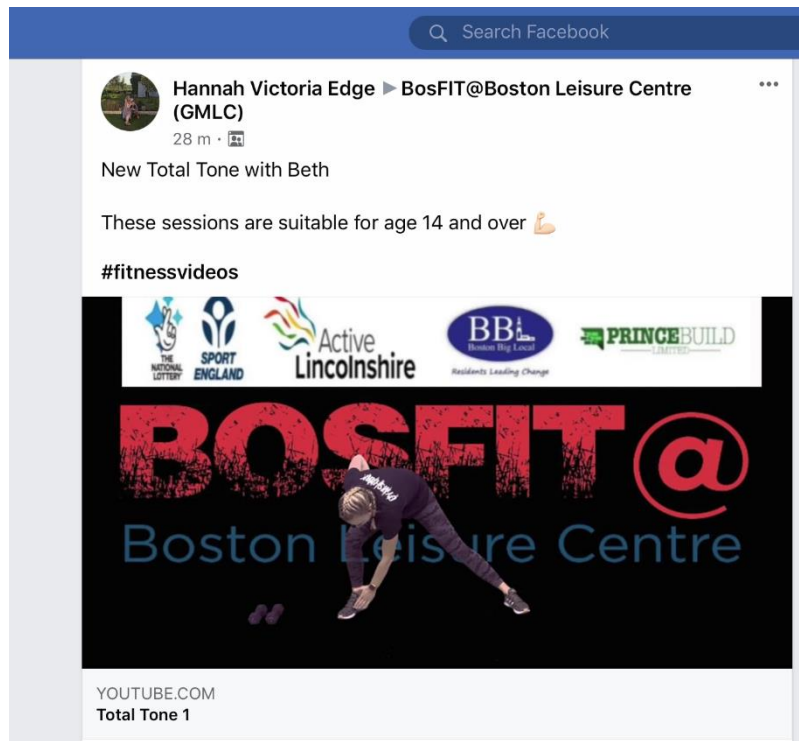 Search Facebook
Hannah Victoria Edge ▶ BosFIT@Boston Leisure Centre
(GMLC)
28 m ·
New Total Tone with Beth
These sessions are suitable for age 14 and over 💪🏻
#fitnessvideos
THE
NATIONAL
LOTTERY
SPORT
ENGLAND
Active
Lincolnshire
BBL
Boston Big Local
Residents Leading Change
PRINCEBUILD
LIMITED
BOSFIT@
Boston Leisure Centre
YOUTUBE.COM
Total Tone 1